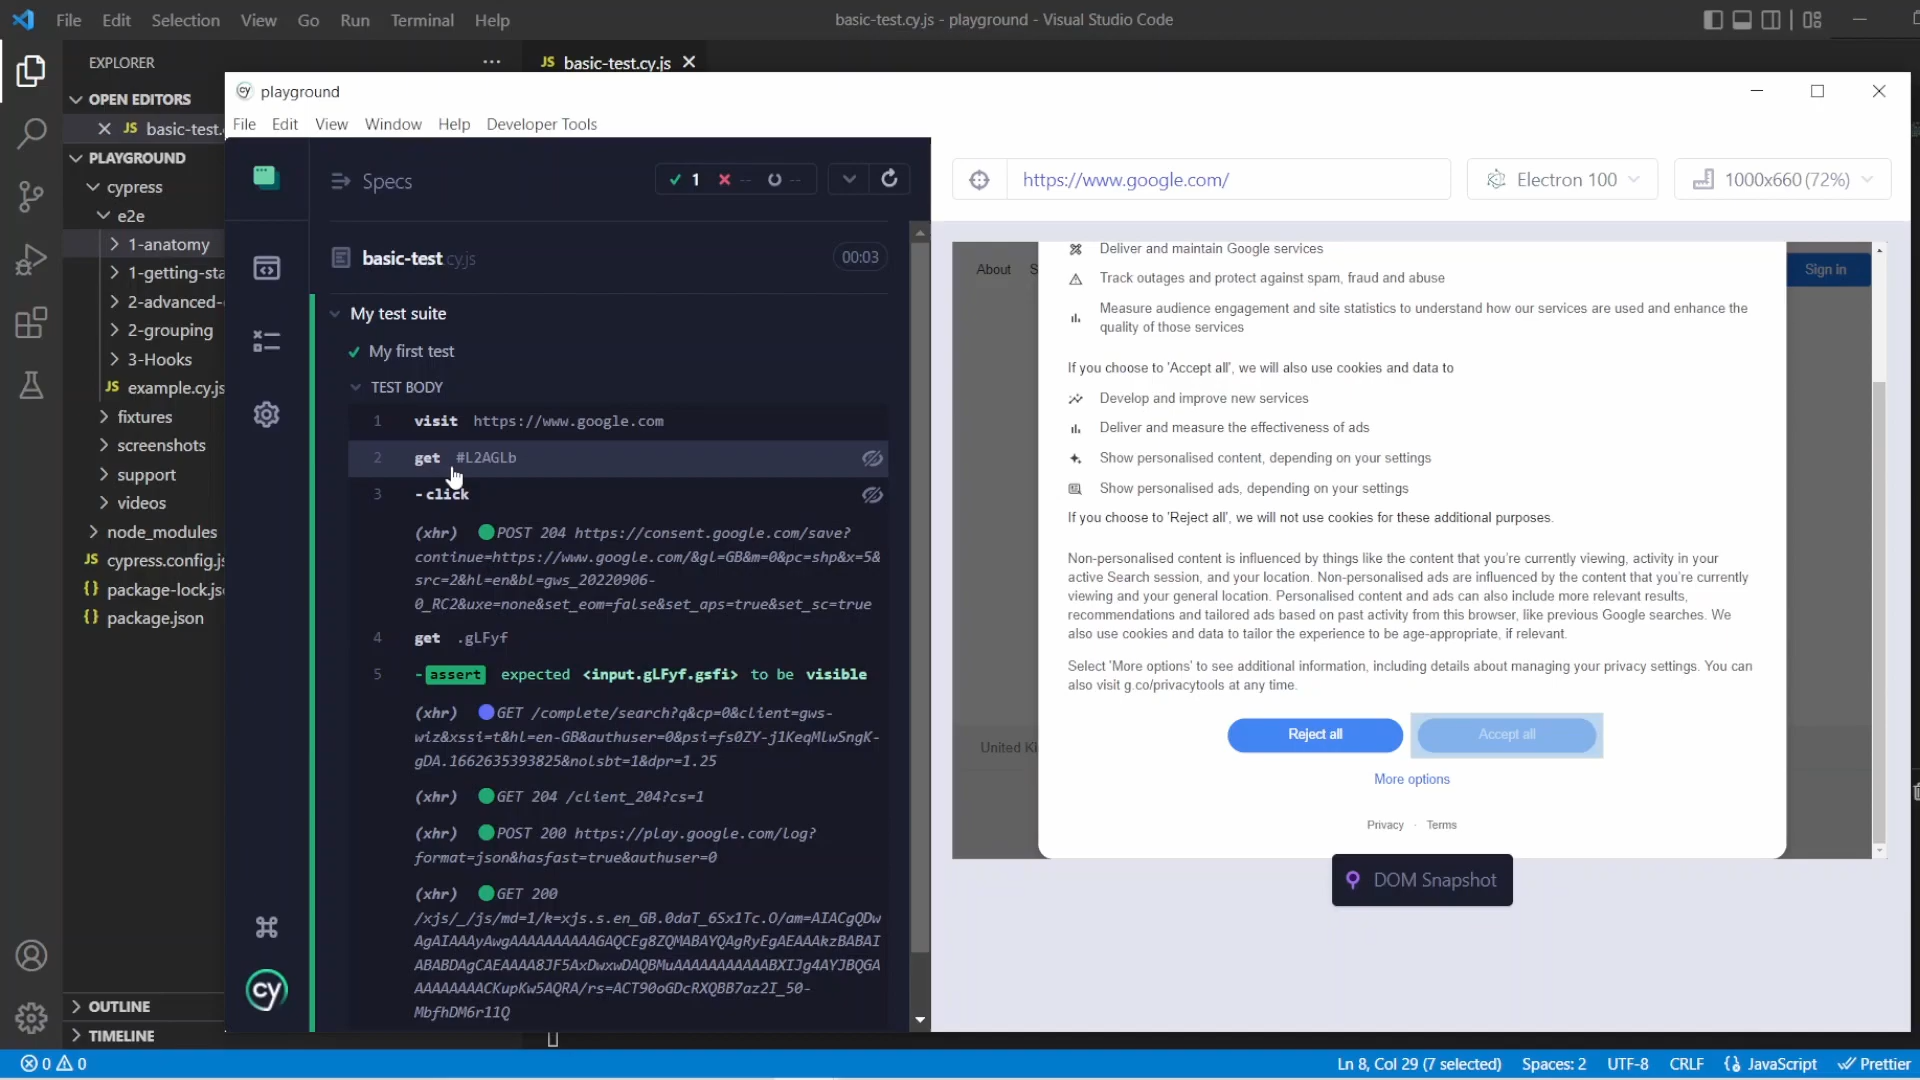 File Edit Selection View Go Run Terminal Help
basic-test.cy.js - playground - Visual Studio Code
EXPLORER
JS basic-test.cy.js
OPEN EDITORS
JS basic-test.
PLAYGROUND
cypress
e2e
1-anatomy
1-getting-sta
2-advanced-
2-grouping
3-Hooks
JS example.cy.js
fixtures
screenshots
support
videos
node_modules
JS cypress.config.js
{} package-lock.js
{} package.json
OUTLINE
TIMELINE
cy playground
File Edit View Window Help Developer Tools
Specs
1 -- --
basic-test cy.js
00:03
My test suite
My first test
TEST BODY
1 visit https://www.google.com
2 get #L2AGLb
3 -click
(xhr) POST 204 https://consent.google.com/save?
continue=https://www.google.com/&gl=GB&m=0&pc=shp&x=5&
src=2&hl=en&bl=gws_20220906-
0_RC2&uxe=none&set_eom=false&set_aps=true&set_sc=true
4 get .gLFyf
5 -assert expected <input.gLFyf.gsfi> to be visible
(xhr) GET /complete/search?q&cp=0&client=gws-
wiz&xssi=t&hl=en-GB&authuser=0&psi=fs0ZY-j1KeqMlwSngK-
gDA.1662635393825&nolsbt=1&dpr=1.25
(xhr) GET 204 /client_204?cs=1
(xhr) POST 200 https://play.google.com/log?
format=json&hasfast=true&authuser=0
(xhr) GET 200
cy
https://www.google.com/
Electron 100
1000x660 (72%)
About
Sign in
Deliver and maintain Google services
Track outages and protect against spam, fraud and abuse
Measure audience engagement and site statistics to understand how our services are used and enhance the
quality of those services
If you choose to 'Accept all', we will also use cookies and data to
Develop and improve new services
Deliver and measure the effectiveness of ads
Show personalised content, depending on your settings
Show personalised ads, depending on your settings
If you choose to 'Reject all', we will not use cookies for these additional purposes.
Non-personalised content is influenced by things like the content that you're currently viewing, activity in your
active Search session, and your location. Non-personalised ads are influenced by the content that you're currently
viewing and your general location. Personalised content and ads can also include more relevant results,
recommendations and tailored ads based on past activity from this browser, like previous Google searches. We
also use cookies and data to tailor the experience to be age-appropriate, if relevant.
Select 'More options' to see additional information, including details about managing your privacy settings. You can
also visit g.co/privacytools at any time.
United Ki
Reject all
Accept all
More options
Privacy · Terms
DOM Snapshot
0 0
Ln 8, Col 29 (7 selected) Spaces: 2 UTF-8 CRLF {} JavaScript Prettier